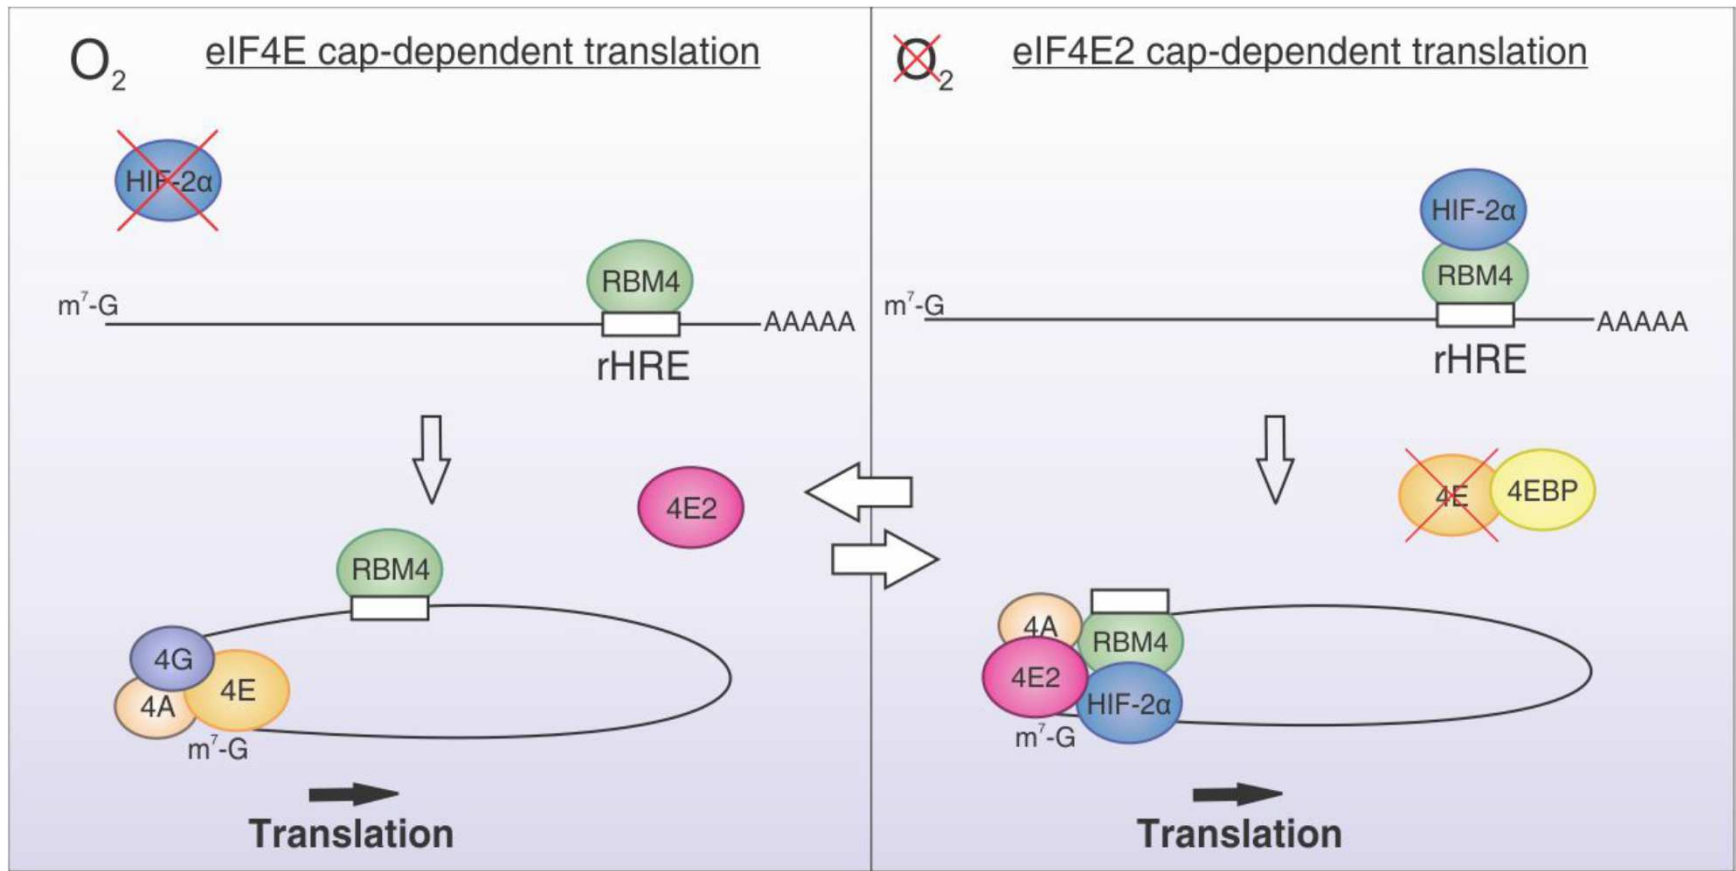 O₂ eIF4E cap-dependent translation
HIF-2α
RBM4
m⁷-G
AAAAA
rHRE
4E2
RBM4
4G
4E
4A
m⁷-G
Translation
O₂ eIF4E2 cap-dependent translation
HIF-2α
RBM4
m⁷-G
AAAAA
rHRE
4E
4EBP
4A
RBM4
4E2
HIF-2α
m⁷-G
Translation